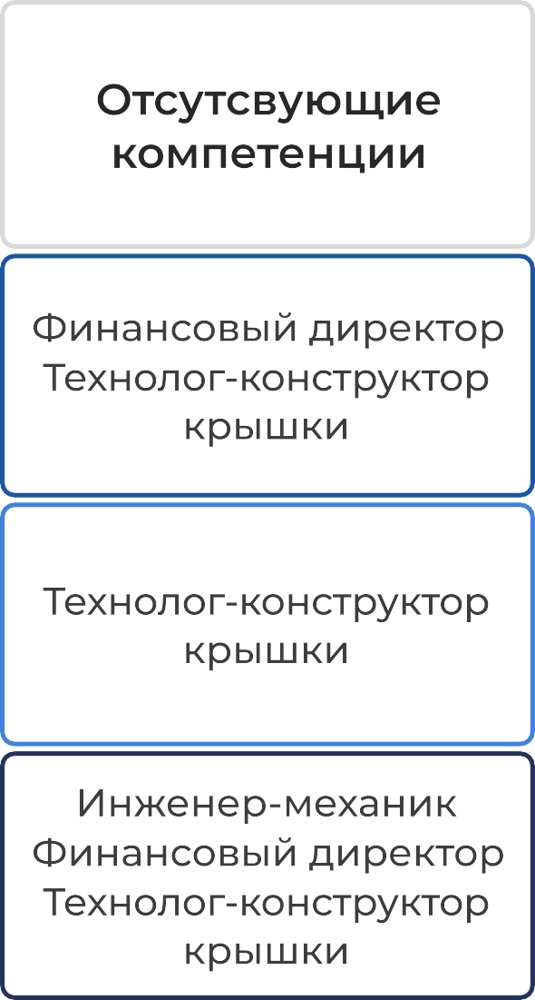 Отсутсвующие
компетенции
Финансовый директор
Технолог-конструктор
крышки
Технолог-конструктор
крышки
Инженер-механик
Финансовый директор
Технолог-конструктор
крышки